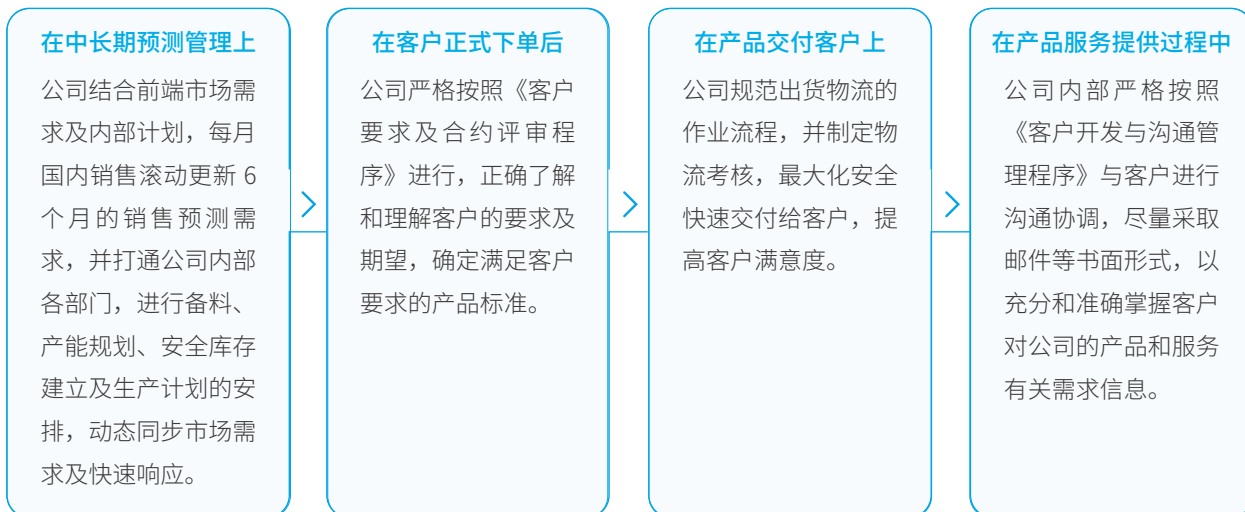 在中长期预测管理上
公司结合前端市场需
求及内部计划，每月
国内销售滚动更新 6
个月的销售预测需
求，并打通公司内部
各部门，进行备料、
产能规划、安全库存
建立及生产计划的安
排，动态同步市场需
求及快速响应。
在客户正式下单后
公司严格按照《客户
要求及合约评审程
序》进行，正确了解
和理解客户的要求及
期望，确定满足客户
要求的产品标准。
在产品交付客户上
公司规范出货物流的
作业流程，并制定物
流考核，最大化安全
快速交付给客户，提
高客户满意度。
在产品服务提供过程中
公司内部严格按照
《客户开发与沟通管
理程序》与客户进行
沟通协调，尽量采取
邮件等书面形式，以
充分和准确掌握客户
对公司的产品和服务
有关需求信息。